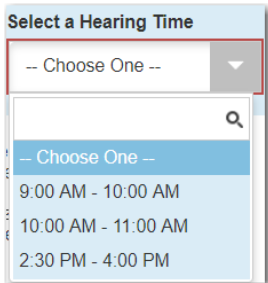 Select a Hearing Time
-- Choose One --
-- Choose One --
9:00 AM - 10:00 AM
10:00 AM - 11:00 AM
2:30 PM - 4:00 PM